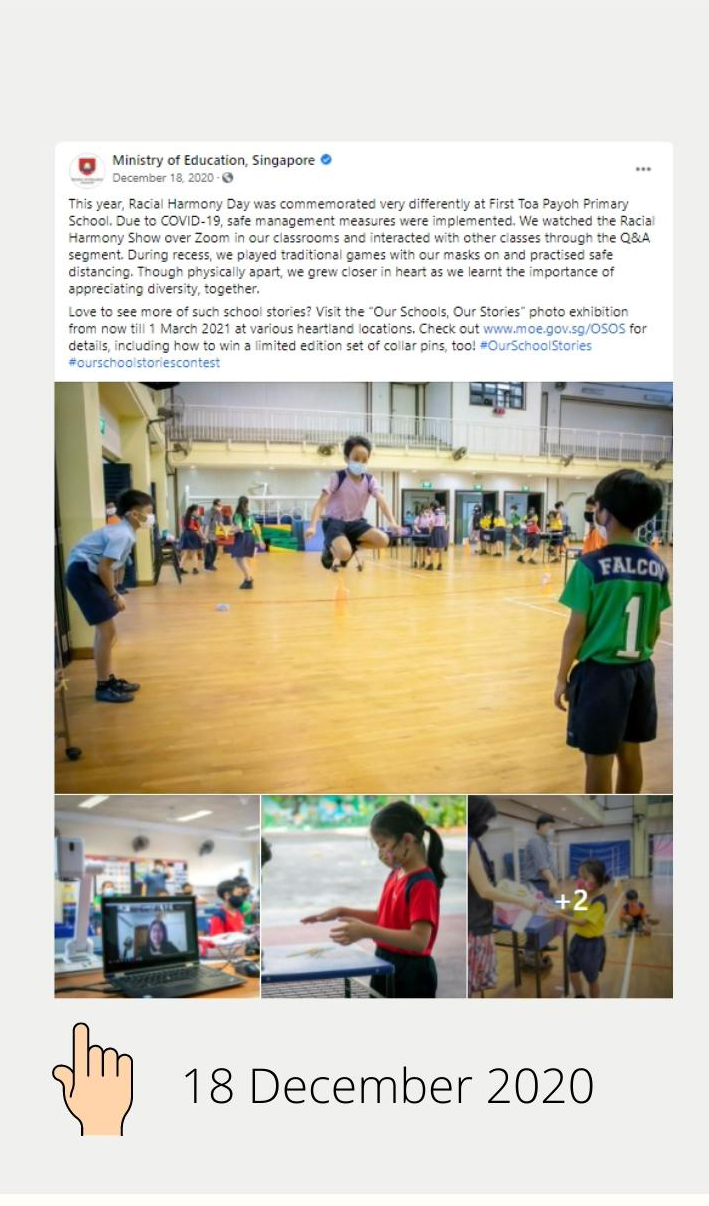 Ministry of Education, Singapore
December 18, 2020 ·
This year, Racial Harmony Day was commemorated very differently at First Toa Payoh Primary
School. Due to COVID-19, safe management measures were implemented. We watched the Racial
Harmony Show over Zoom in our classrooms and interacted with other classes through the Q&A
segment. During recess, we played traditional games with our masks on and practised safe
distancing. Though physically apart, we grew closer in heart as we learnt the importance of
appreciating diversity, together.
Love to see more of such school stories? Visit the "Our Schools, Our Stories" photo exhibition
from now till 1 March 2021 at various heartland locations. Check out www.moe.gov.sg/OSOS for
details, including how to win a limited edition set of collar pins, too! #OurSchoolStories
#ourschoolstoriescontest
FALCON
1
+2
18 December 2020